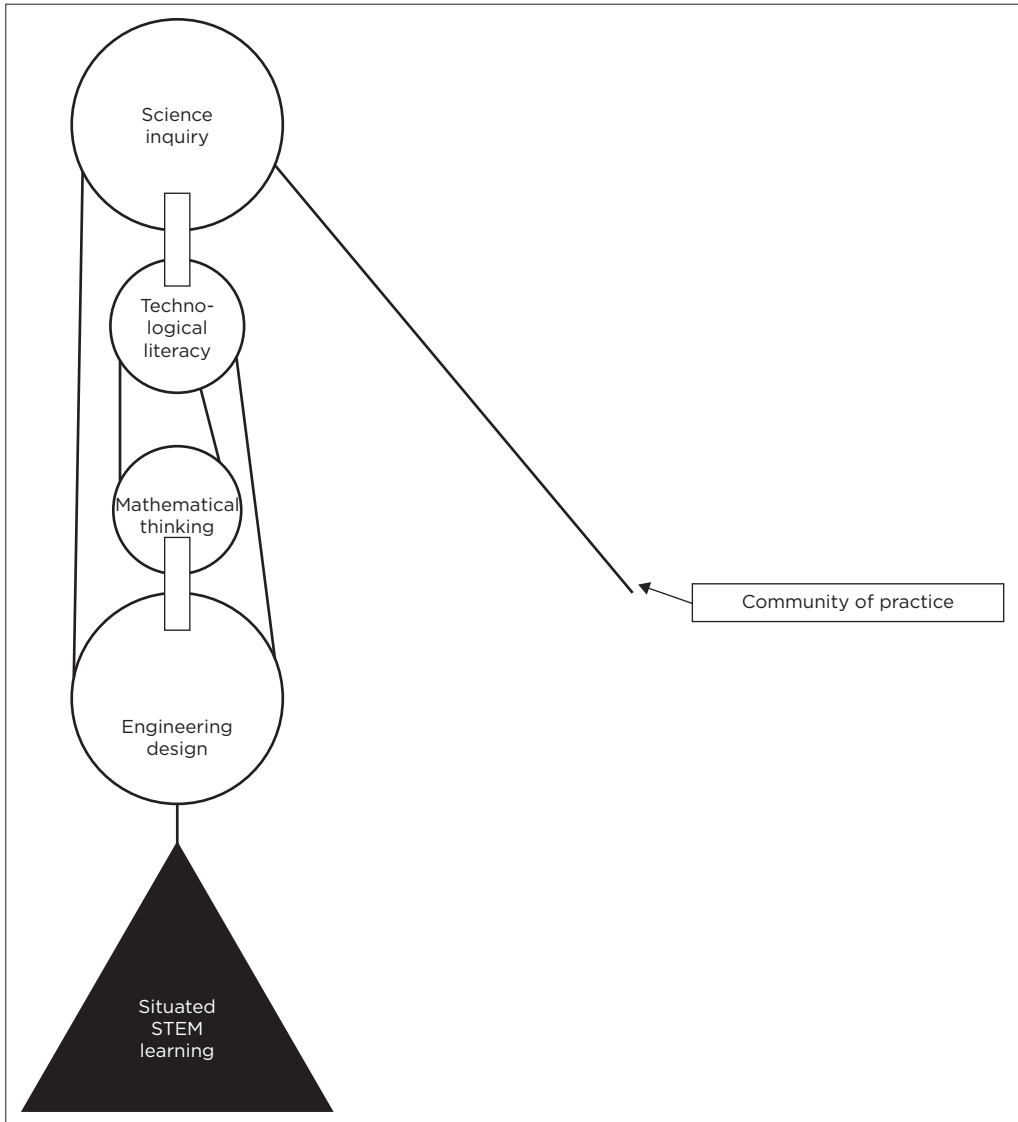 Science
inquiry
Techno-
logical
literacy
Mathematical
thinking
Community of practice
Engineering
design
Situated
STEM
learning